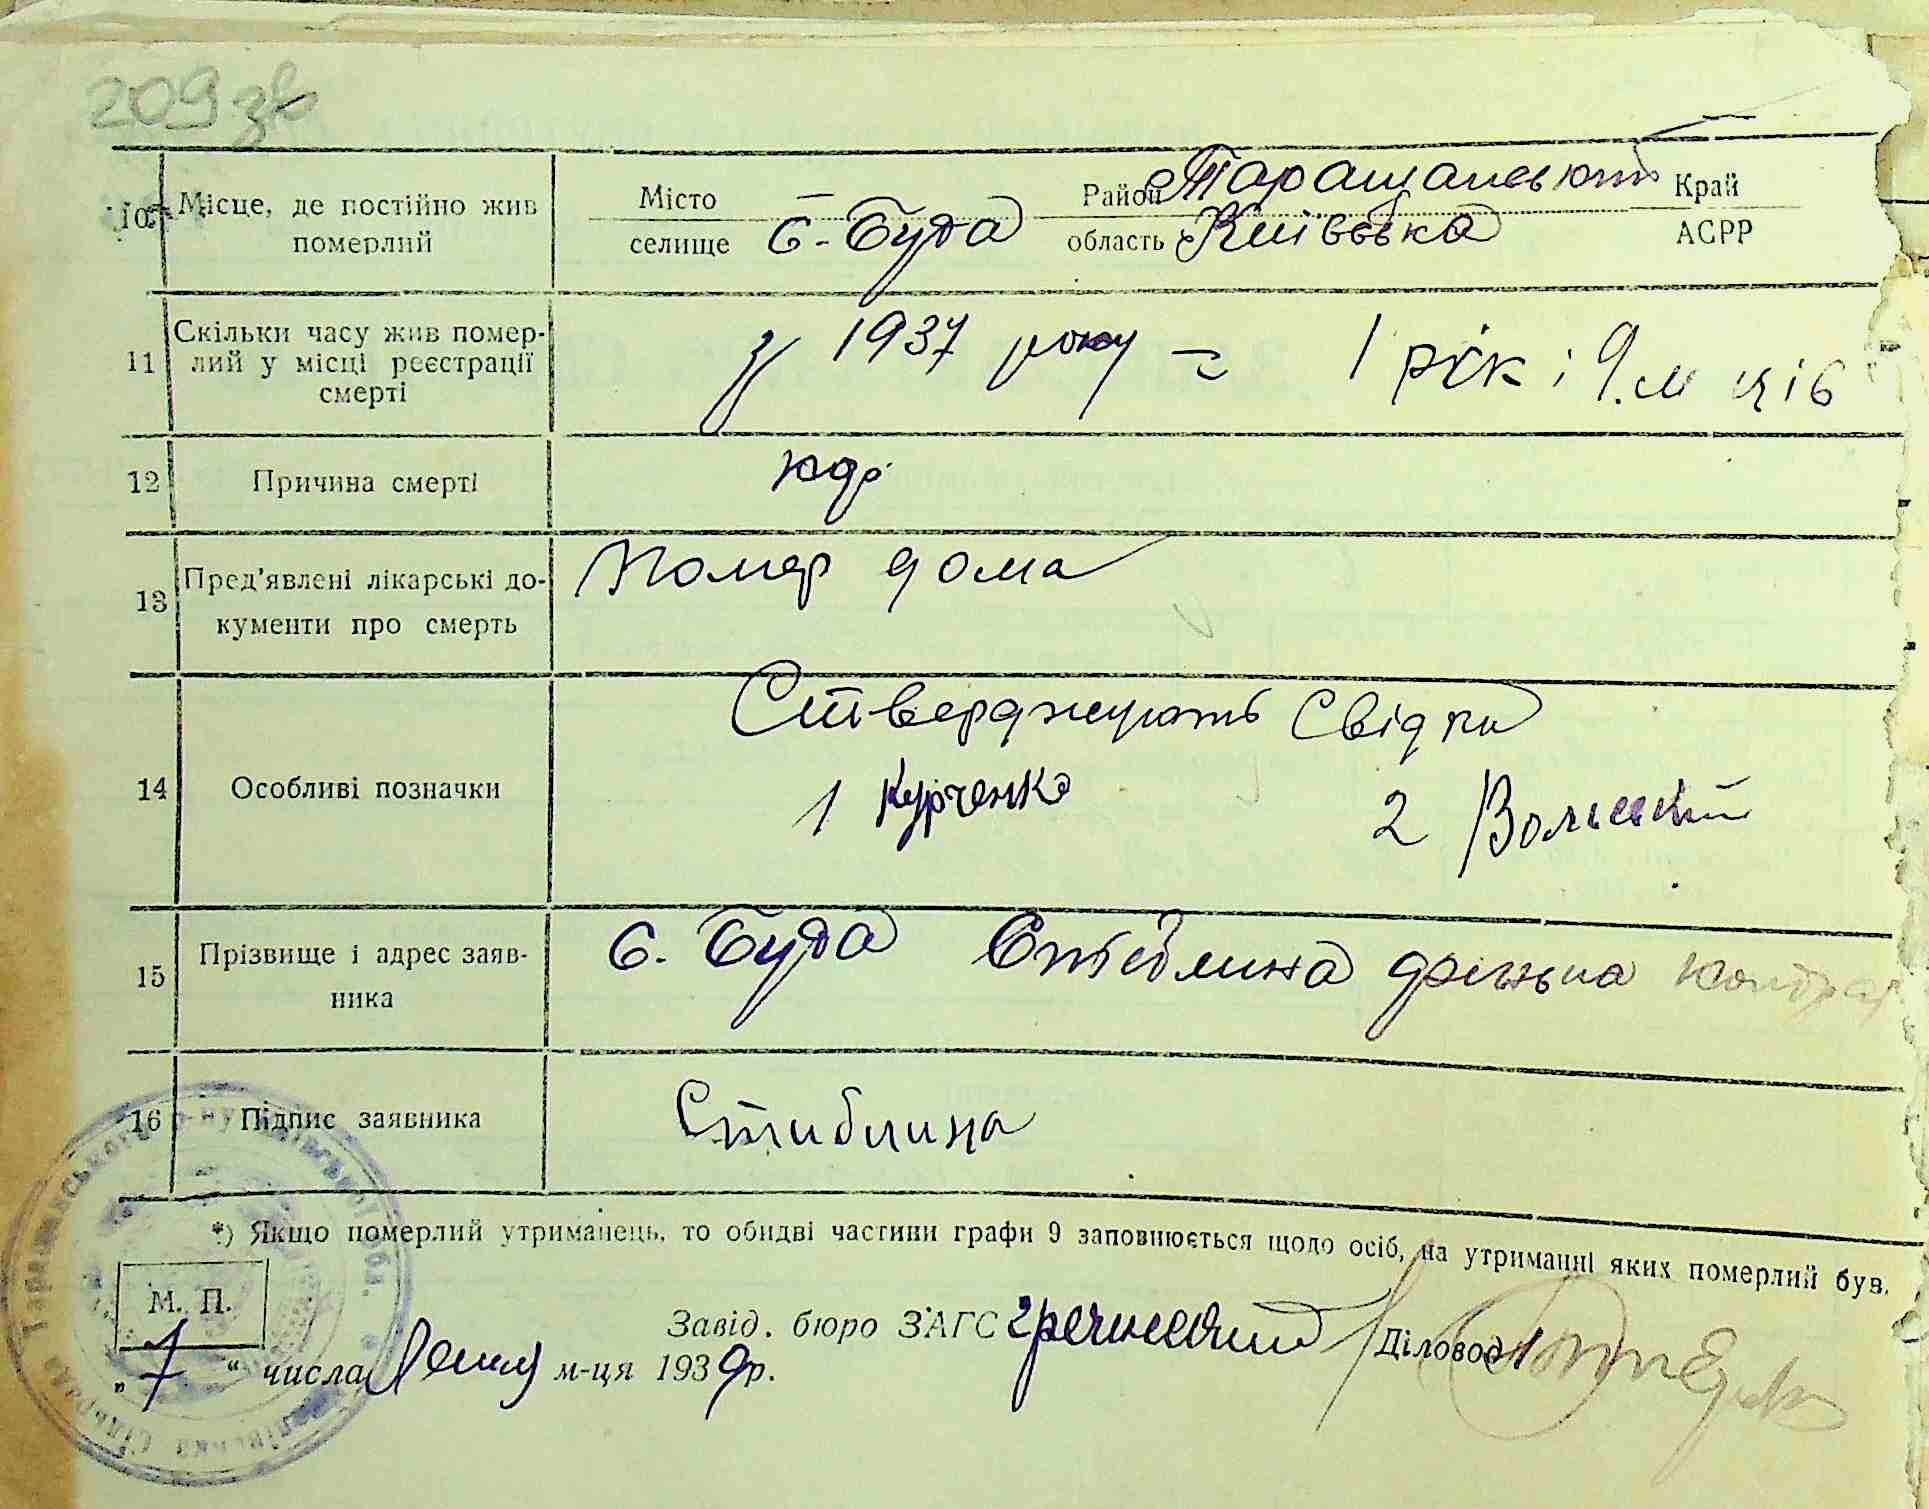 209 зв
10. Місце, де постійно жив померлий Місто — Район Таращанський Край
селище с-Буда область Київська АСРР
11 Скільки часу жив помер-
лий у місці реєстрації
смерті
з 1937 року = 1 рік і 9. м ців
12 Причина смерті кір
13 Пред'явлені лікарські до-
кументи про смерть
Помер дома
14 Особливі позначки
Стверджують Свідки
1 Курченко 2
15 Прізвище і адрес заяв-
ника
с. Буда Стеблина
16 Підпис заявника Стиблина
*) Якщо померлий утриманець, то обидві частини графи 9 заповнюється щодо осіб, на утриманні яких померлий був.
М. П.
Завід. бюро ЗАГС Діловод
„ 7 “ числа м-ця 1939р.